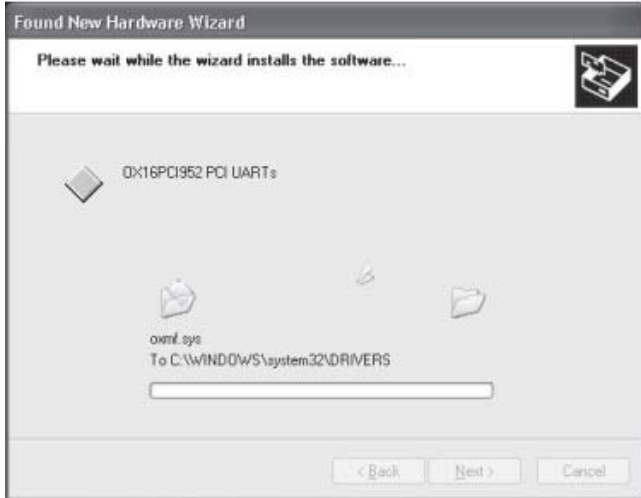 Found New Hardware Wizard
Please wait while the wizard installs the software...
OX16PCI952 PCI UARTs
oxmf.sys
To C:\WINDOWS\system32\DRIVERS
< Back Next > Cancel